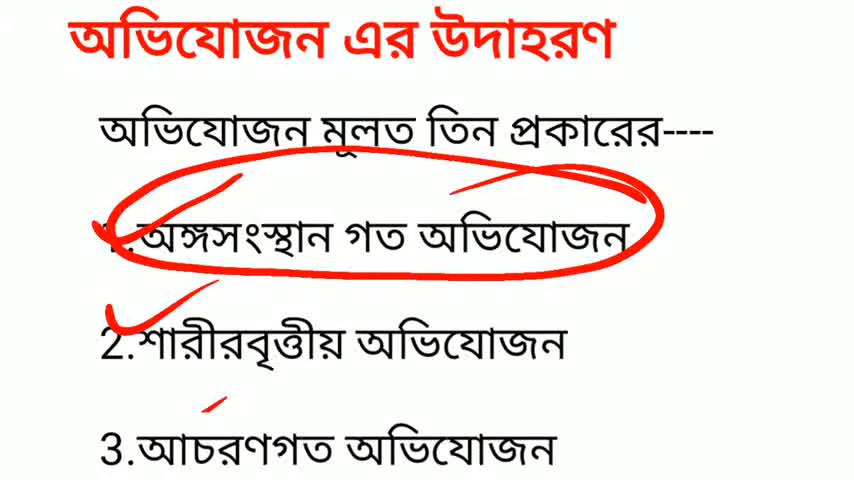 অভিযোজন এর উদাহরণ
অভিযোজন মূলত তিন প্রকারের----
1.অঙ্গসংস্থান গত অভিযোজন
2.শারীরবৃত্তীয় অভিযোজন
3.আচরণগত অভিযোজন